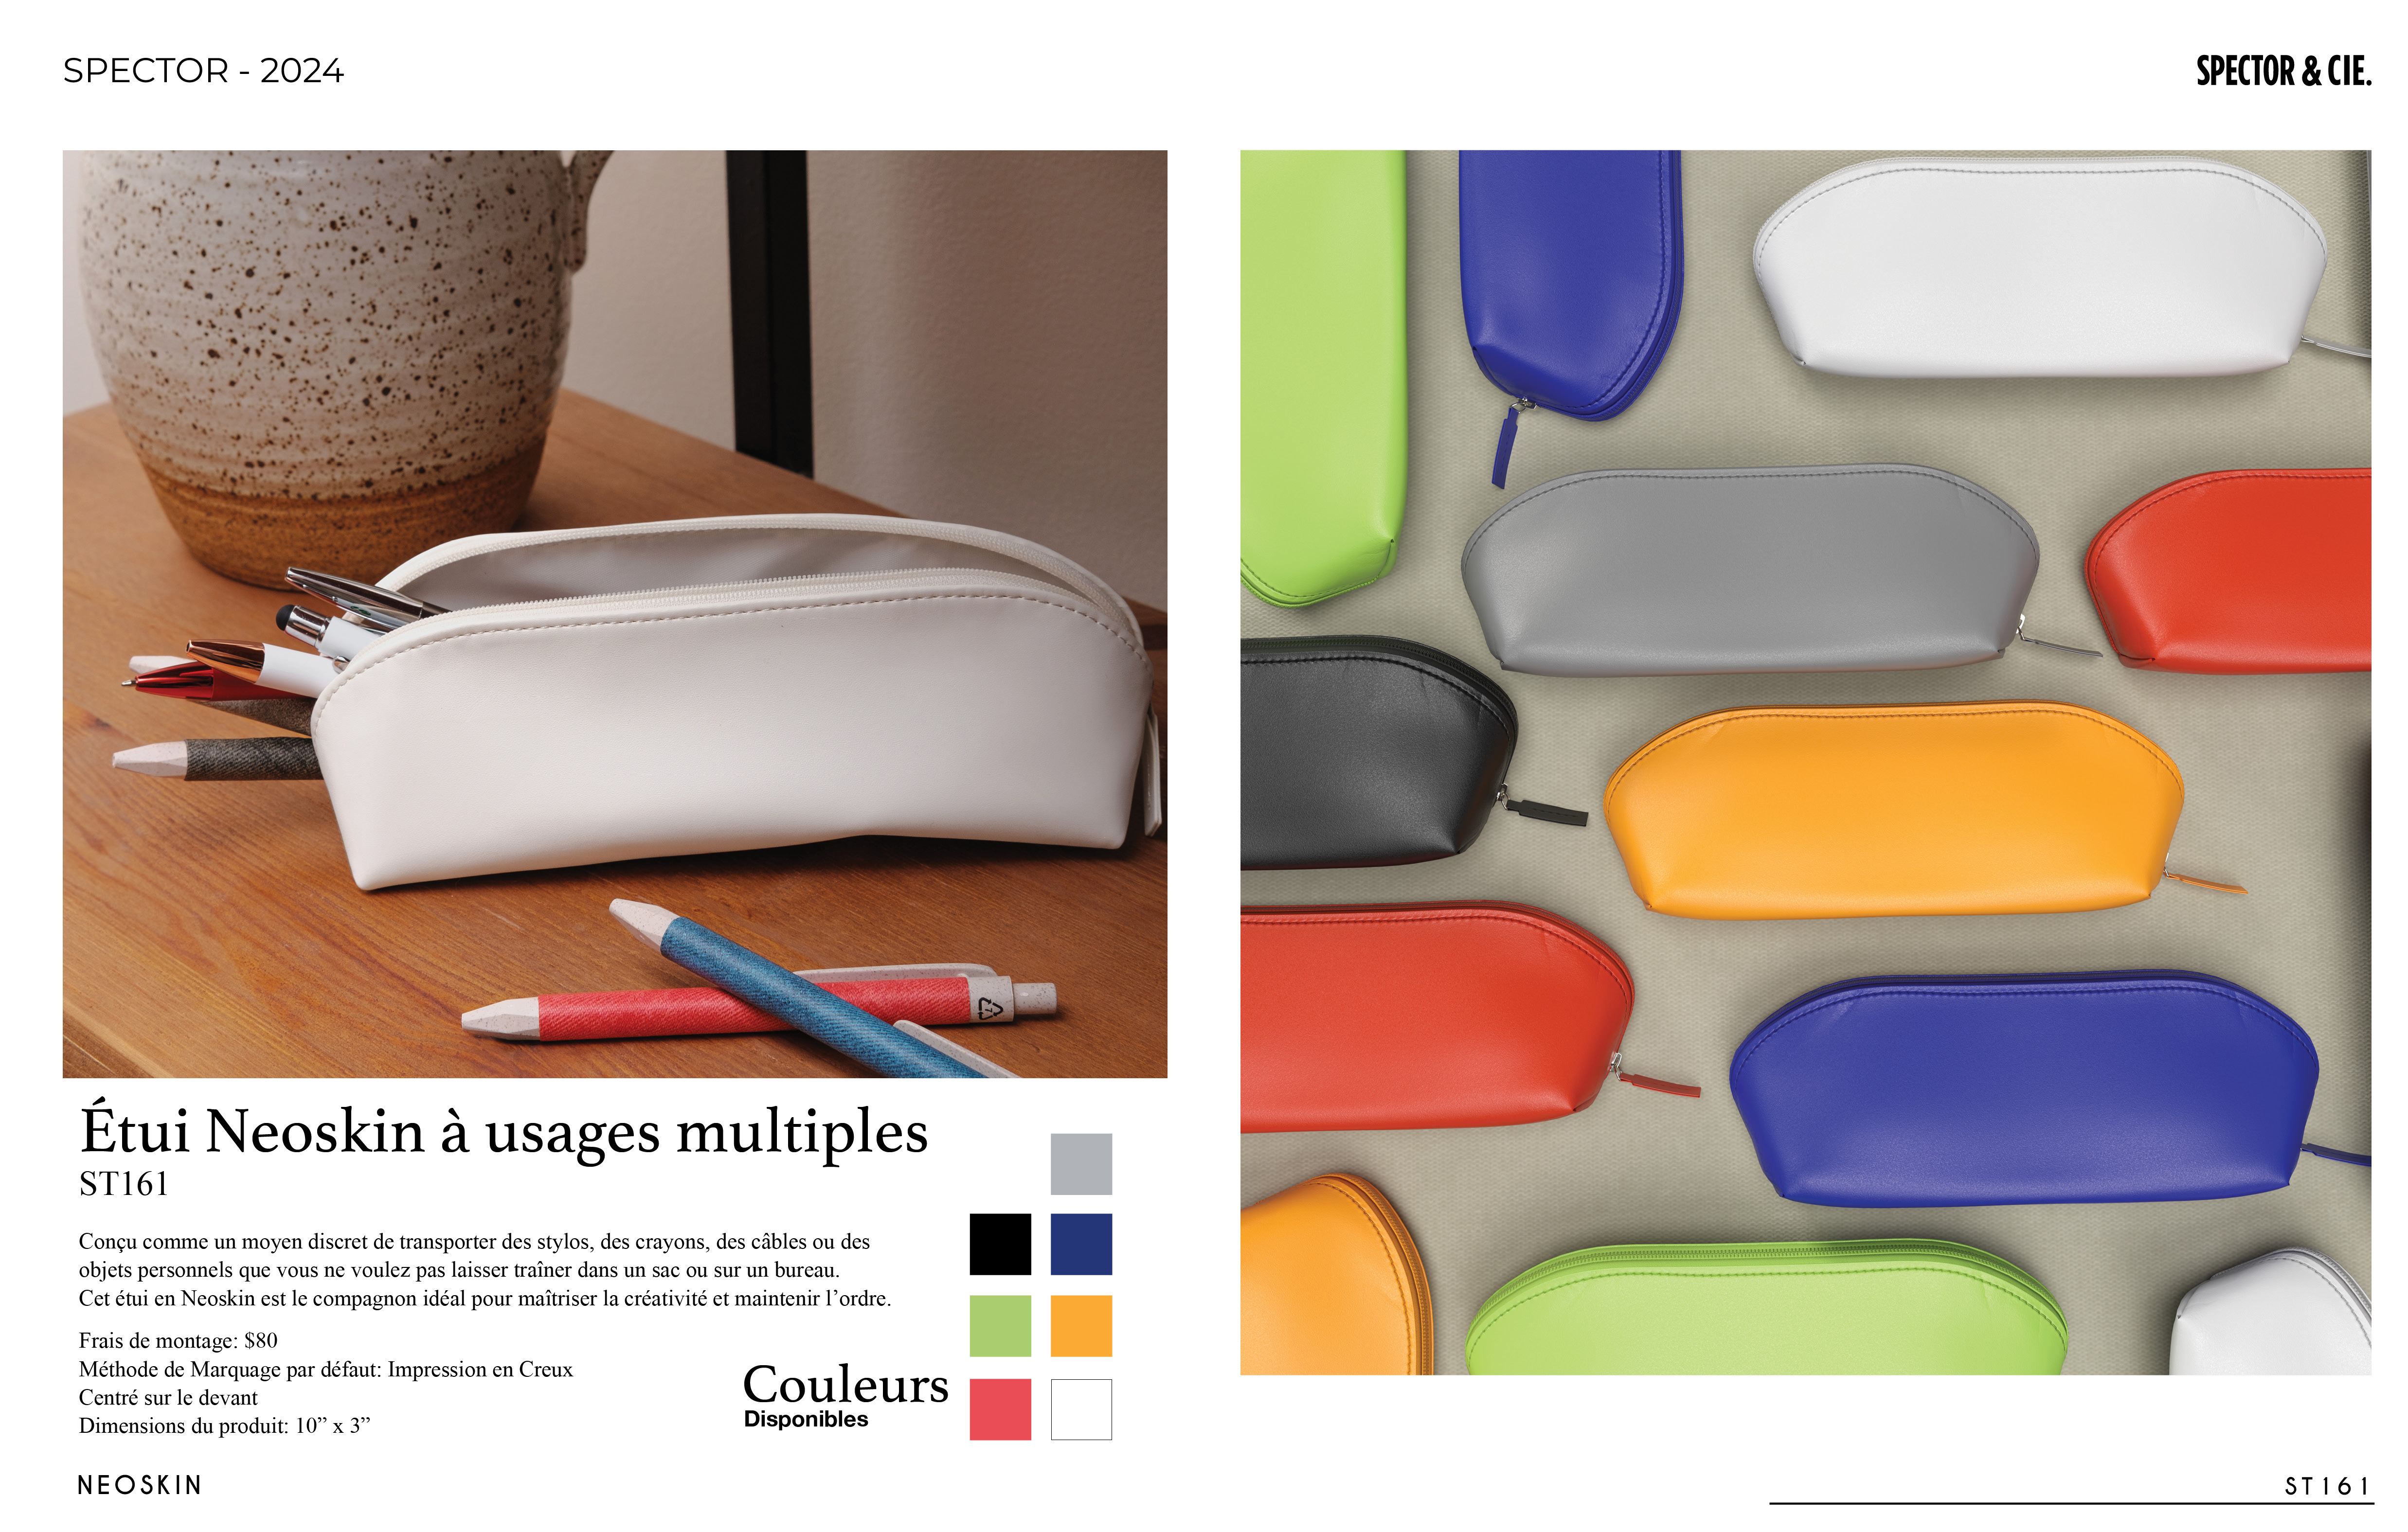 SPECTOR - 2024
SPECTOR & CIE.
Étui Neoskin à usages multiples
ST161
Conçu comme un moyen discret de transporter des stylos, des crayons, des câbles ou des
objets personnels que vous ne voulez pas laisser traîner dans un sac ou sur un bureau.
Cet étui en Neoskin est le compagnon idéal pour maîtriser la créativité et maintenir l’ordre.
Frais de montage: $80
Méthode de Marquage par défaut: Impression en Creux
Centré sur le devant
Dimensions du produit: 10” x 3”
Couleurs
Disponibles
NEOSKIN
ST161